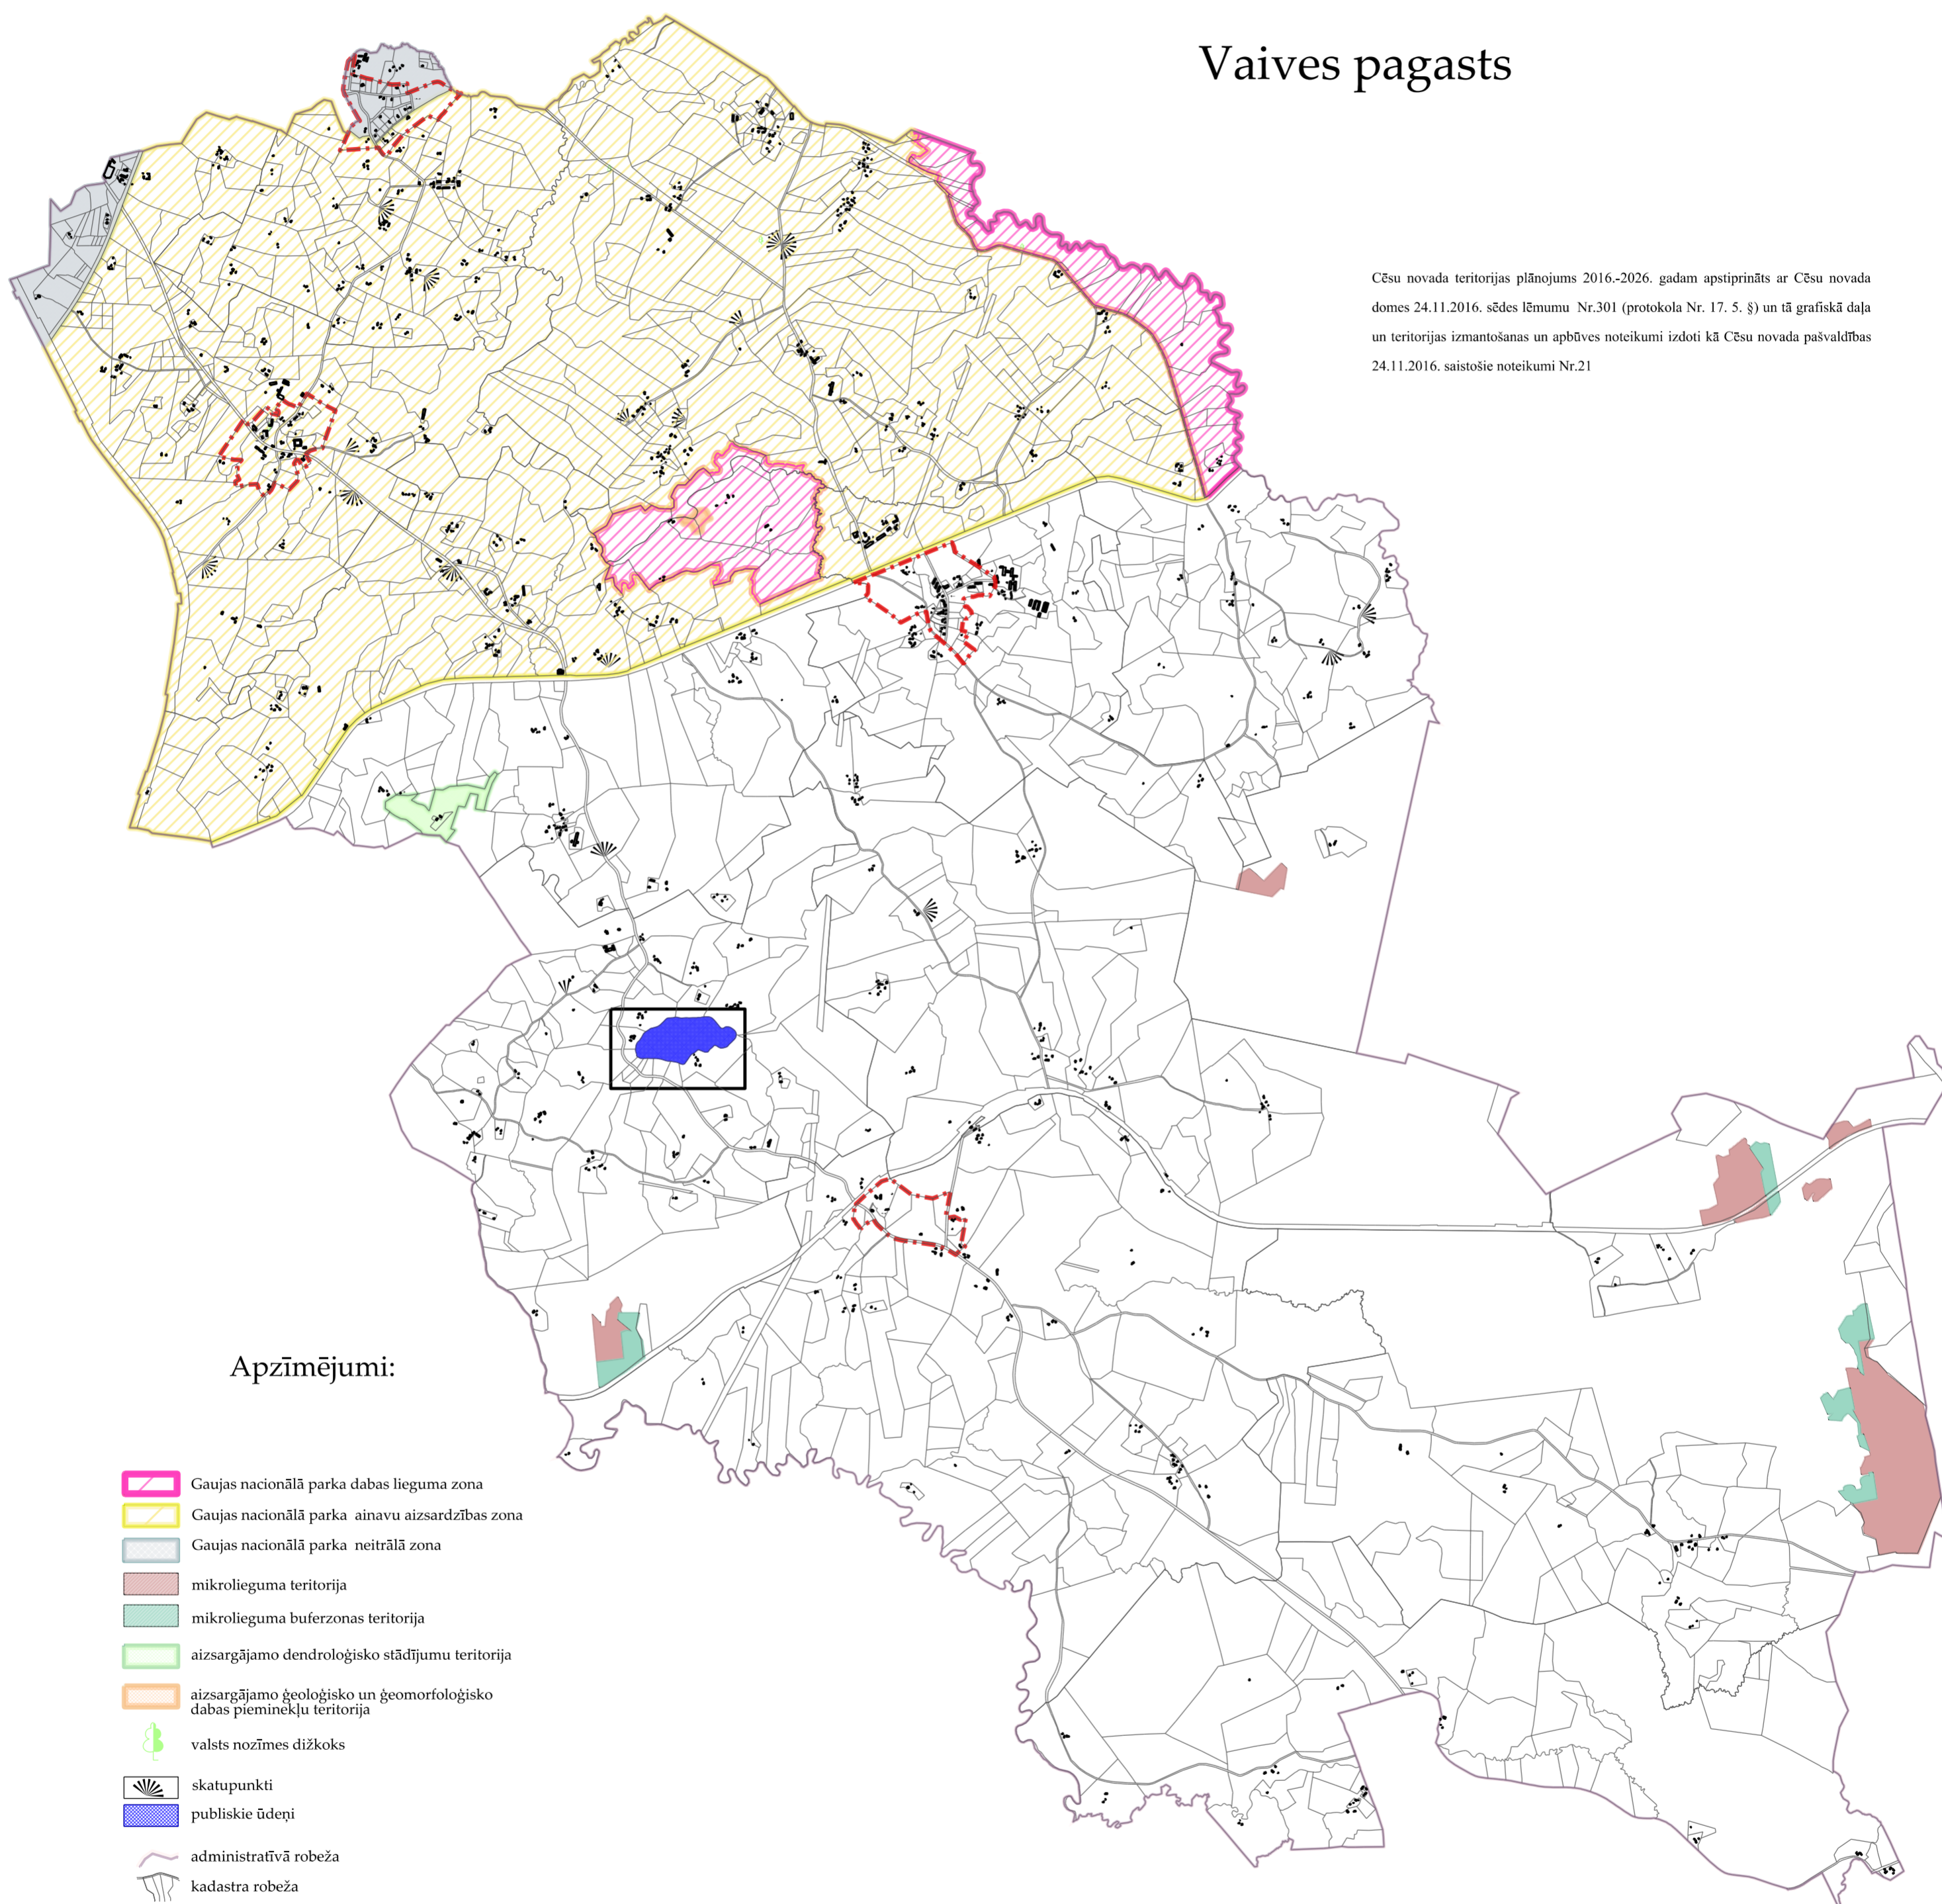 Vaives pagasts
Cēsu novada teritorijas plānojums 2016.-2026. gadam apstiprināts ar Cēsu novada
domes 24.11.2016. sēdes lēmumu Nr.301 (protokola Nr. 17. 5. §) un tā grafiskā daļa
un teritorijas izmantošanas un apbūves noteikumi izdoti kā Cēsu novada pašvaldības
24.11.2016. saistošie noteikumi Nr.21
Apzīmējumi:
Gaujas nacionālā parka dabas lieguma zona
Gaujas nacionālā parka ainavu aizsardzības zona
Gaujas nacionālā parka neitrālā zona
mikrolieguma teritorija
mikrolieguma buferzonas teritorija
aizsargājamo dendroloģisko stādījumu teritorija
aizsargājamo ģeoloģisko un ģeomorfoloģisko
dabas pieminekļu teritorija
valsts nozīmes dižkoks
skatupunkti
publiskie ūdeņi
administratīvā robeža
kadastra robeža